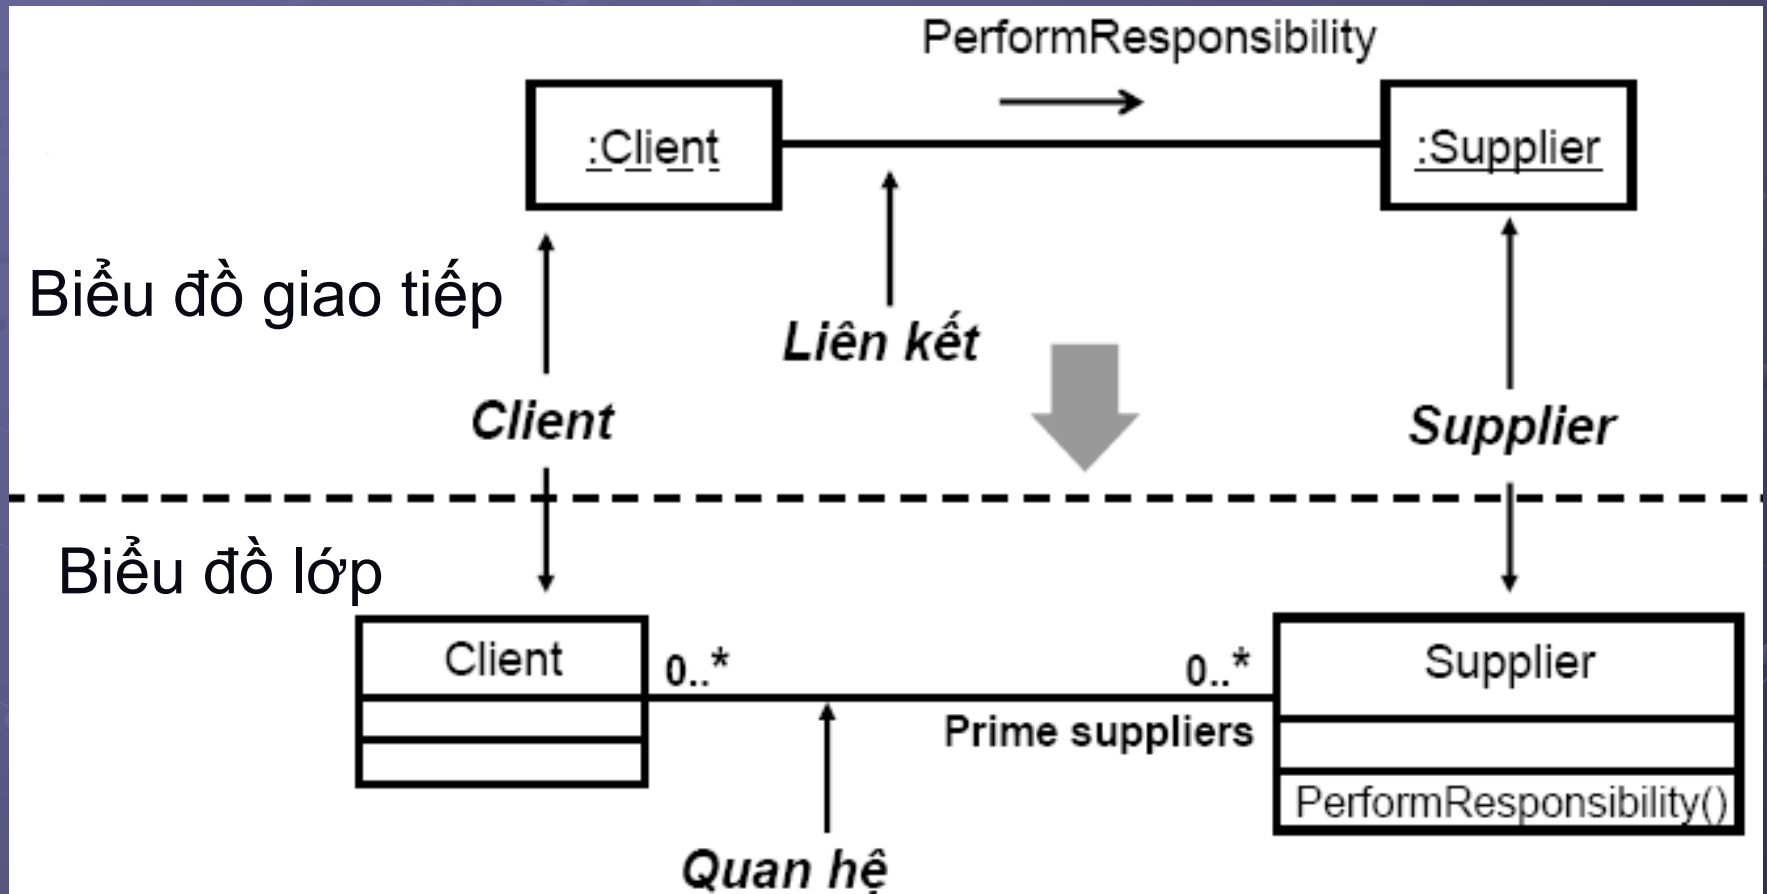 PerformResponsibility
:Client
:Supplier
Biểu đồ giao tiếp
Liên kết
Client
Supplier
Biểu đồ lớp
Client
0..*
0..*
Supplier
Prime suppliers
PerformResponsibility()
Quan hệ